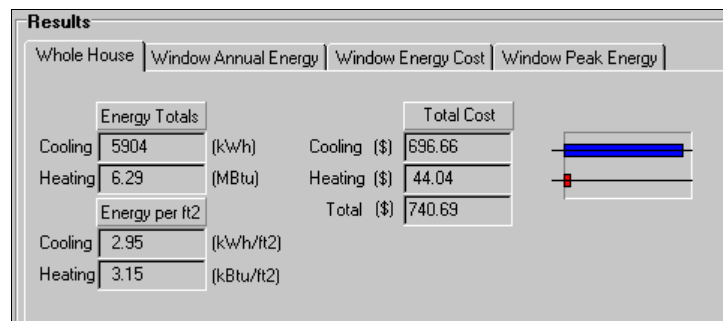 Results
Whole House Window Annual Energy Window Energy Cost Window Peak Energy
Energy Totals Total Cost
Cooling 5904 (kWh) Cooling ($) 696.66
Heating 6.29 (MBtu) Heating ($) 44.04
Energy per ft2 Total ($) 740.69
Cooling 2.95 (kWh/ft2)
Heating 3.15 (kBtu/ft2)